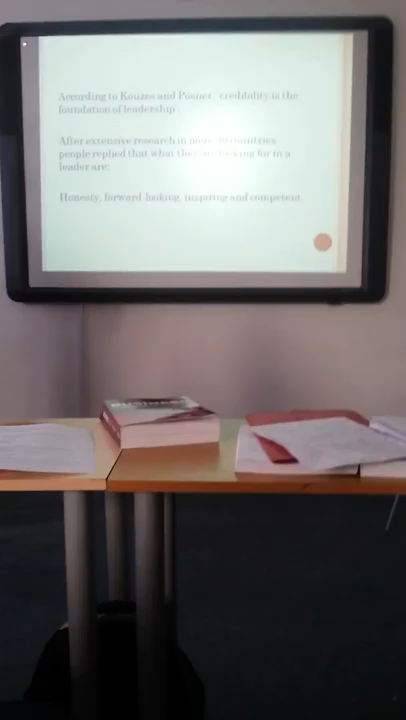 According to Kouzes and Posner , credibility is the
foundation of leadership .
After extensive research in more countries
people replied that what they are looking for in a
leader are:
Honesty, forward-looking, inspiring and competent.
BUSINESS